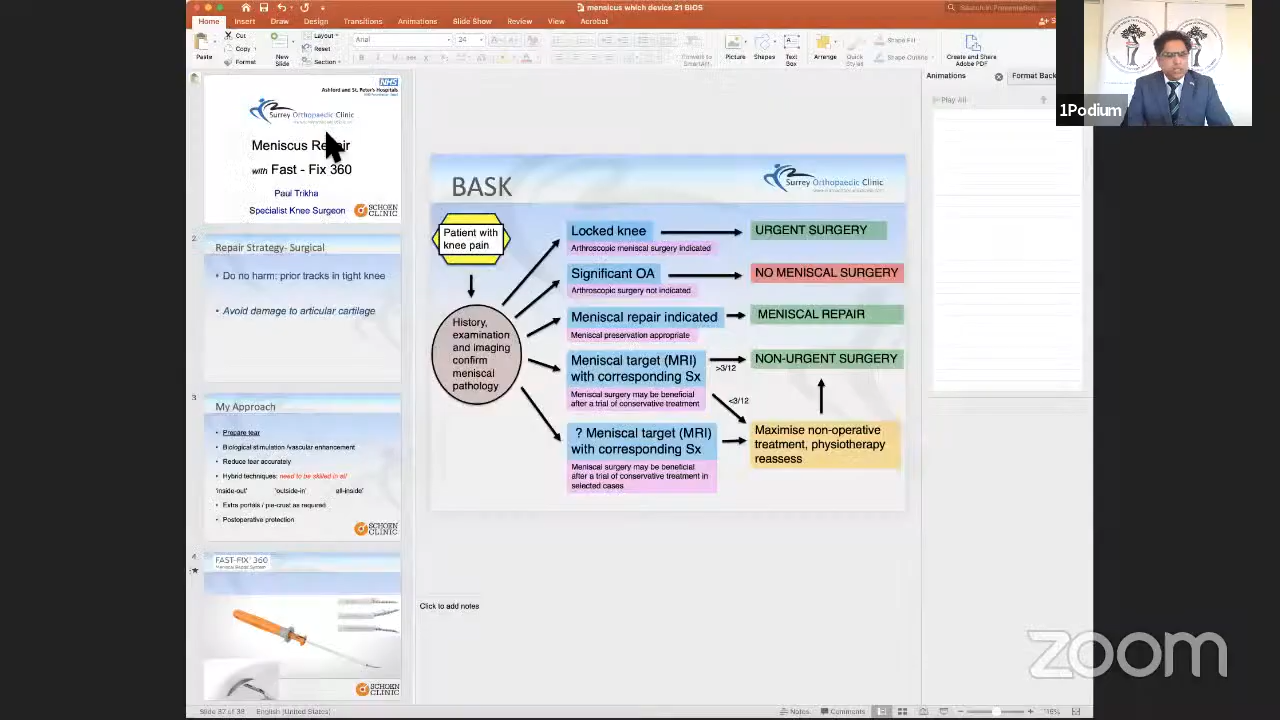 mensicus which device 21 BIOS
Search in Presentation
Home Insert Draw Design Transitions Animations Slide Show Review View Acrobat
Paste
Cut
Copy
Format
New Slide
Layout
Reset
Section
Arial
24
Convert to SmartArt
Picture
Shapes
Text Box
Arrange
Quick Styles
Shape Fill
Shape Outline
Create and Share Adobe PDF
Animations
Format Back
Play All
1Podium
NHS
Ashford and St. Peter's Hospitals
Surrey Orthopaedic Clinic
Meniscus Repair
with Fast - Fix 360
Paul Trikha
Specialist Knee Surgeon
SCHOEN CLINIC
2
Repair Strategy- Surgical
• Do no harm: prior tracks in tight knee
• Avoid damage to articular cartilage
3
My Approach
• Prepare tear
• Biological stimulation /vascular enhancement
• Reduce tear accurately
• Hybrid techniques: need to be skilled in all
'inside-out' 'outside-in' all-inside'
• Extra portals / pie-crust as required
• Postoperative protection
SCHOEN CLINIC
4
FAST-FIX 360
Meniscal Repair System
SCHOEN CLINIC
BASK
Surrey Orthopaedic Clinic
Patient with
knee pain
History,
examination
and imaging
confirm
meniscal
pathology
Locked knee
Arthroscopic meniscal surgery indicated
URGENT SURGERY
Significant OA
Arthroscopic surgery not indicated
NO MENISCAL SURGERY
Meniscal repair indicated
Meniscal preservation appropriate
MENISCAL REPAIR
Meniscal target (MRI)
with corresponding Sx
Meniscal surgery may be beneficial
after a trial of conservative treatment
>3/12
<3/12
NON-URGENT SURGERY
? Meniscal target (MRI)
with corresponding Sx
Meniscal surgery may be beneficial
after a trial of conservative treatment in
selected cases
Maximise non-operative
treatment, physiotherapy
reassess
Click to add notes
zoom
Slide 37 of 38
English (United States)
Notes
Comments